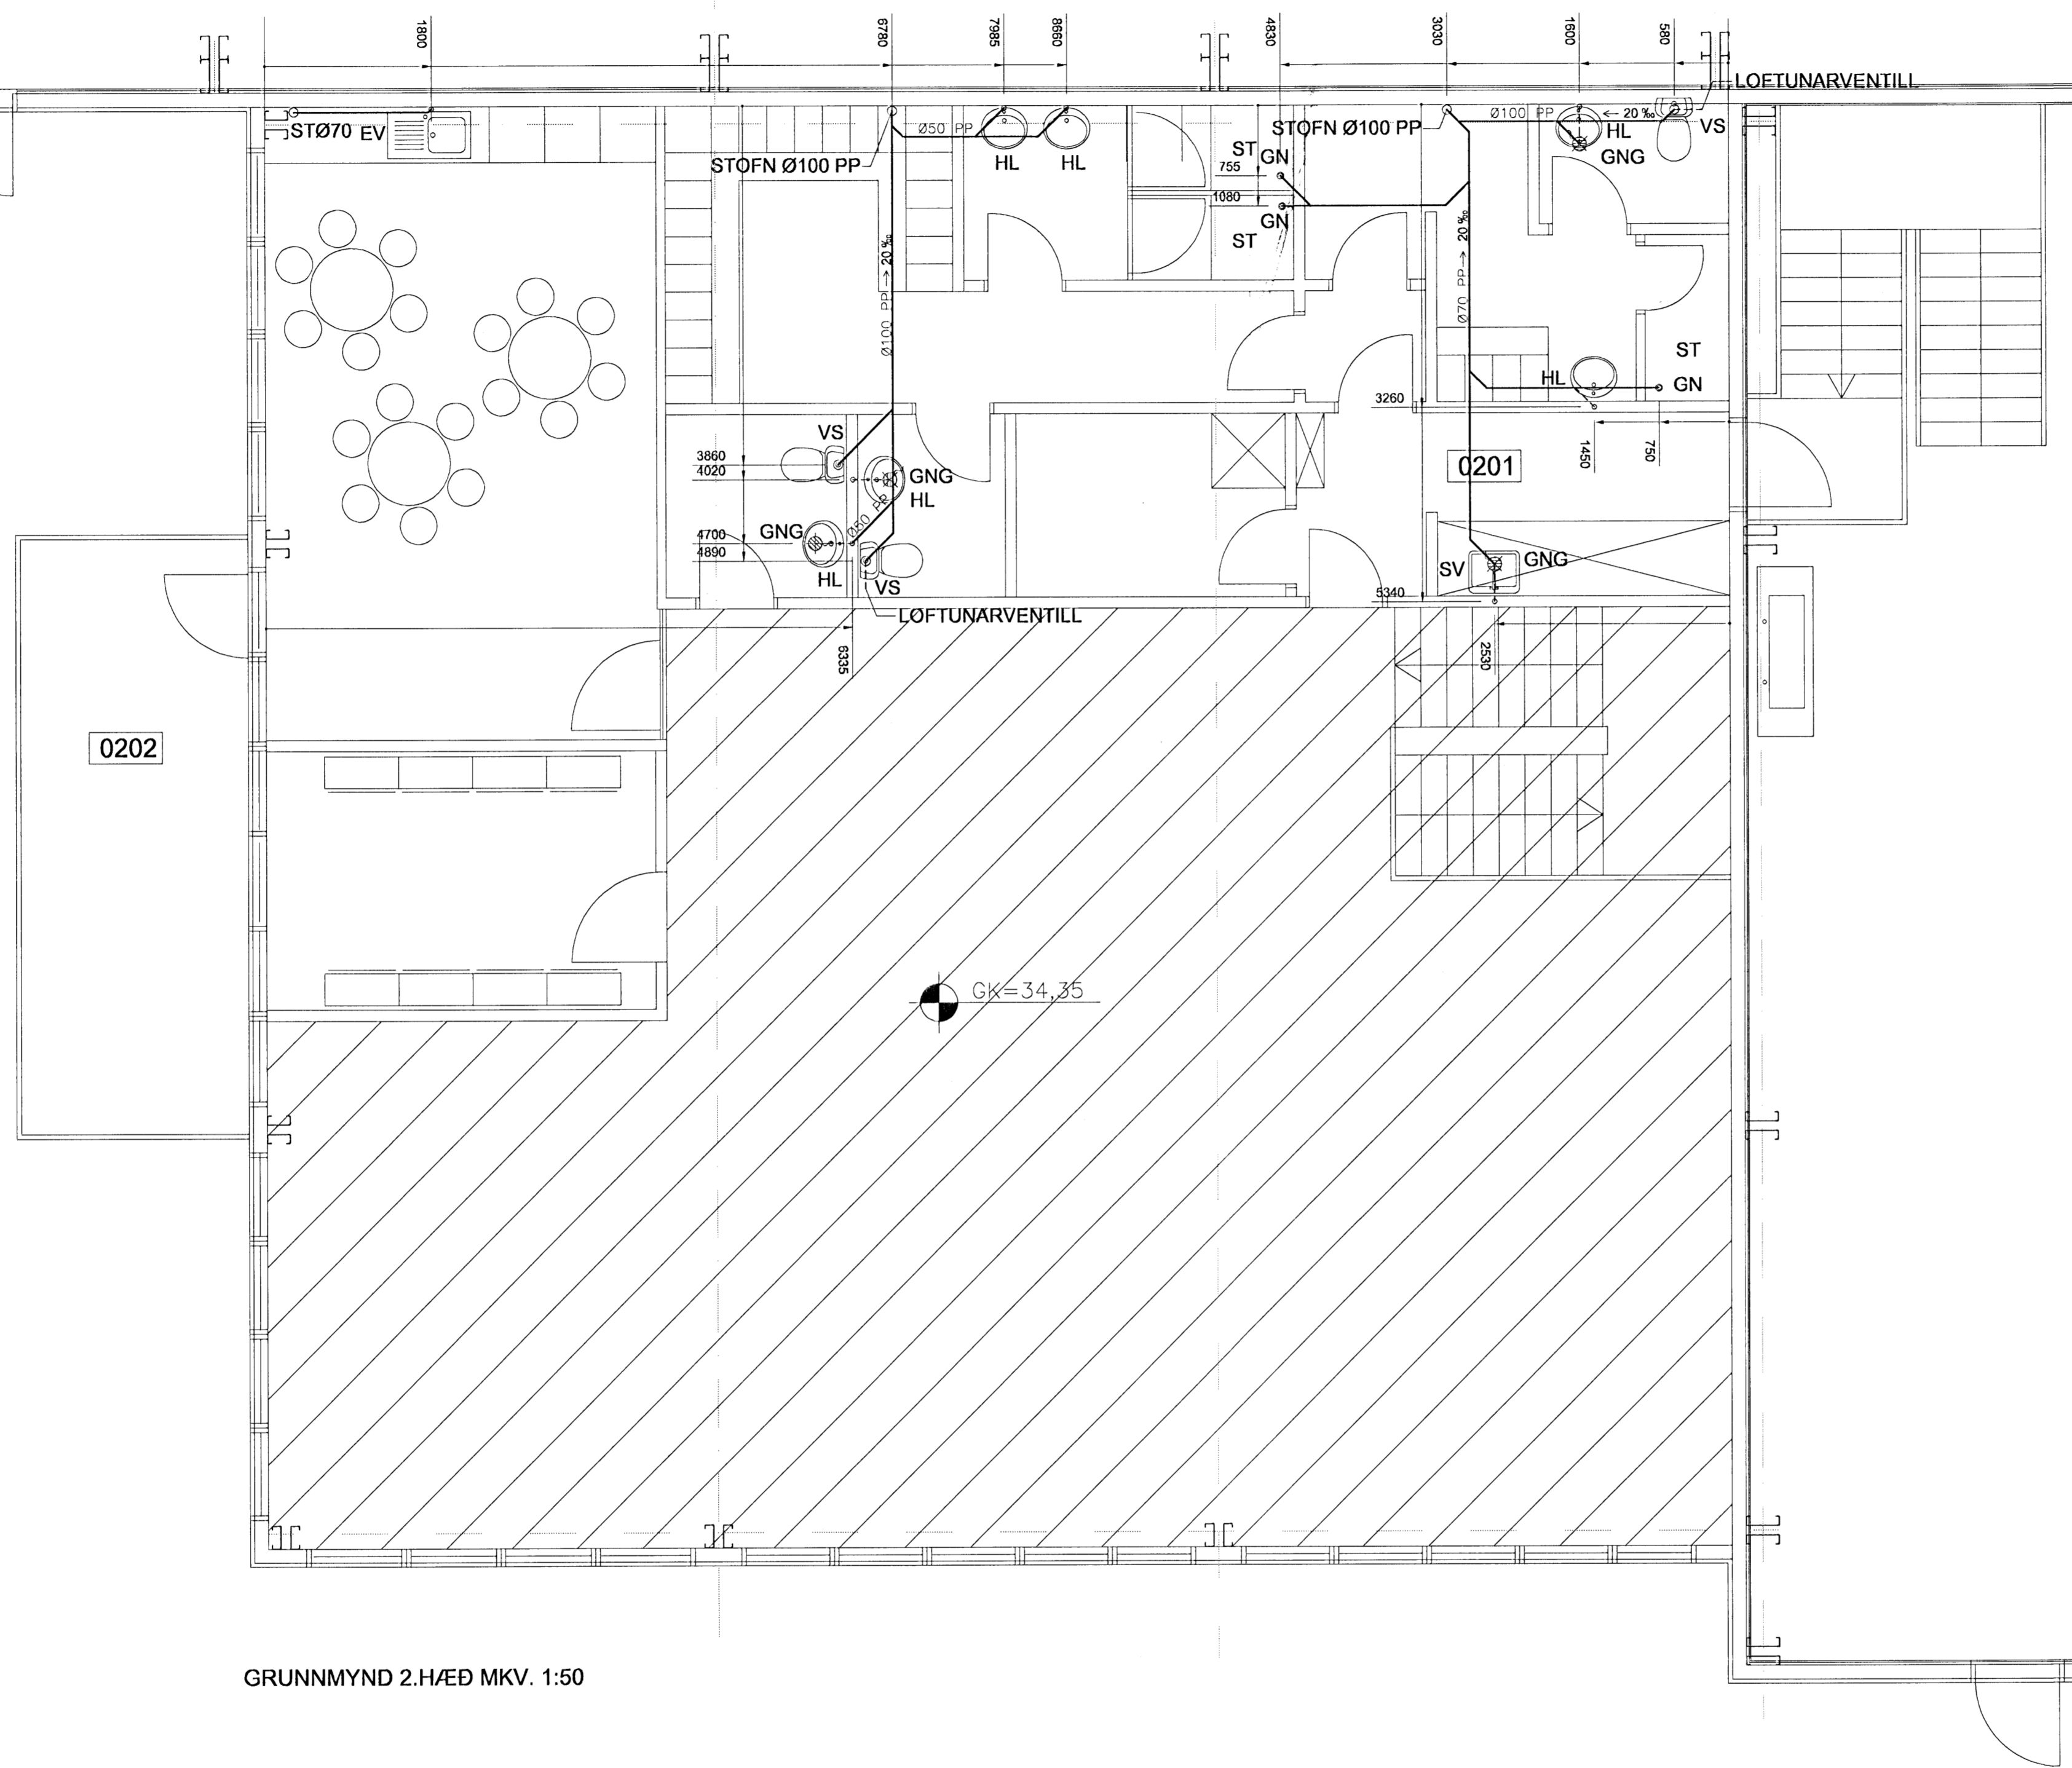 1800
6780
7985
8660
4830
3030
1600
580
LOFTUNARVENTILL
STØ70 EV
STOFN Ø100 PP
Ø50 PP
HL
HL
STOFN Ø100 PP
Ø100 PP
← 20 ‰
HL
VS
GNG
ST
GN
755
1080
GN
ST
Ø100 PP → 20 ‰
Ø70 PP → 20 ‰
ST
GN
HL
3260
1450
750
0201
VS
3860
4020
GNG
HL
Ø50 PP
GNG
4700
4890
HL
VS
LOFTUNARVENTILL
6335
SV
GNG
5340
2530
0202
GK=34,35
GRUNNMYND 2.HÆÐ MKV. 1:50